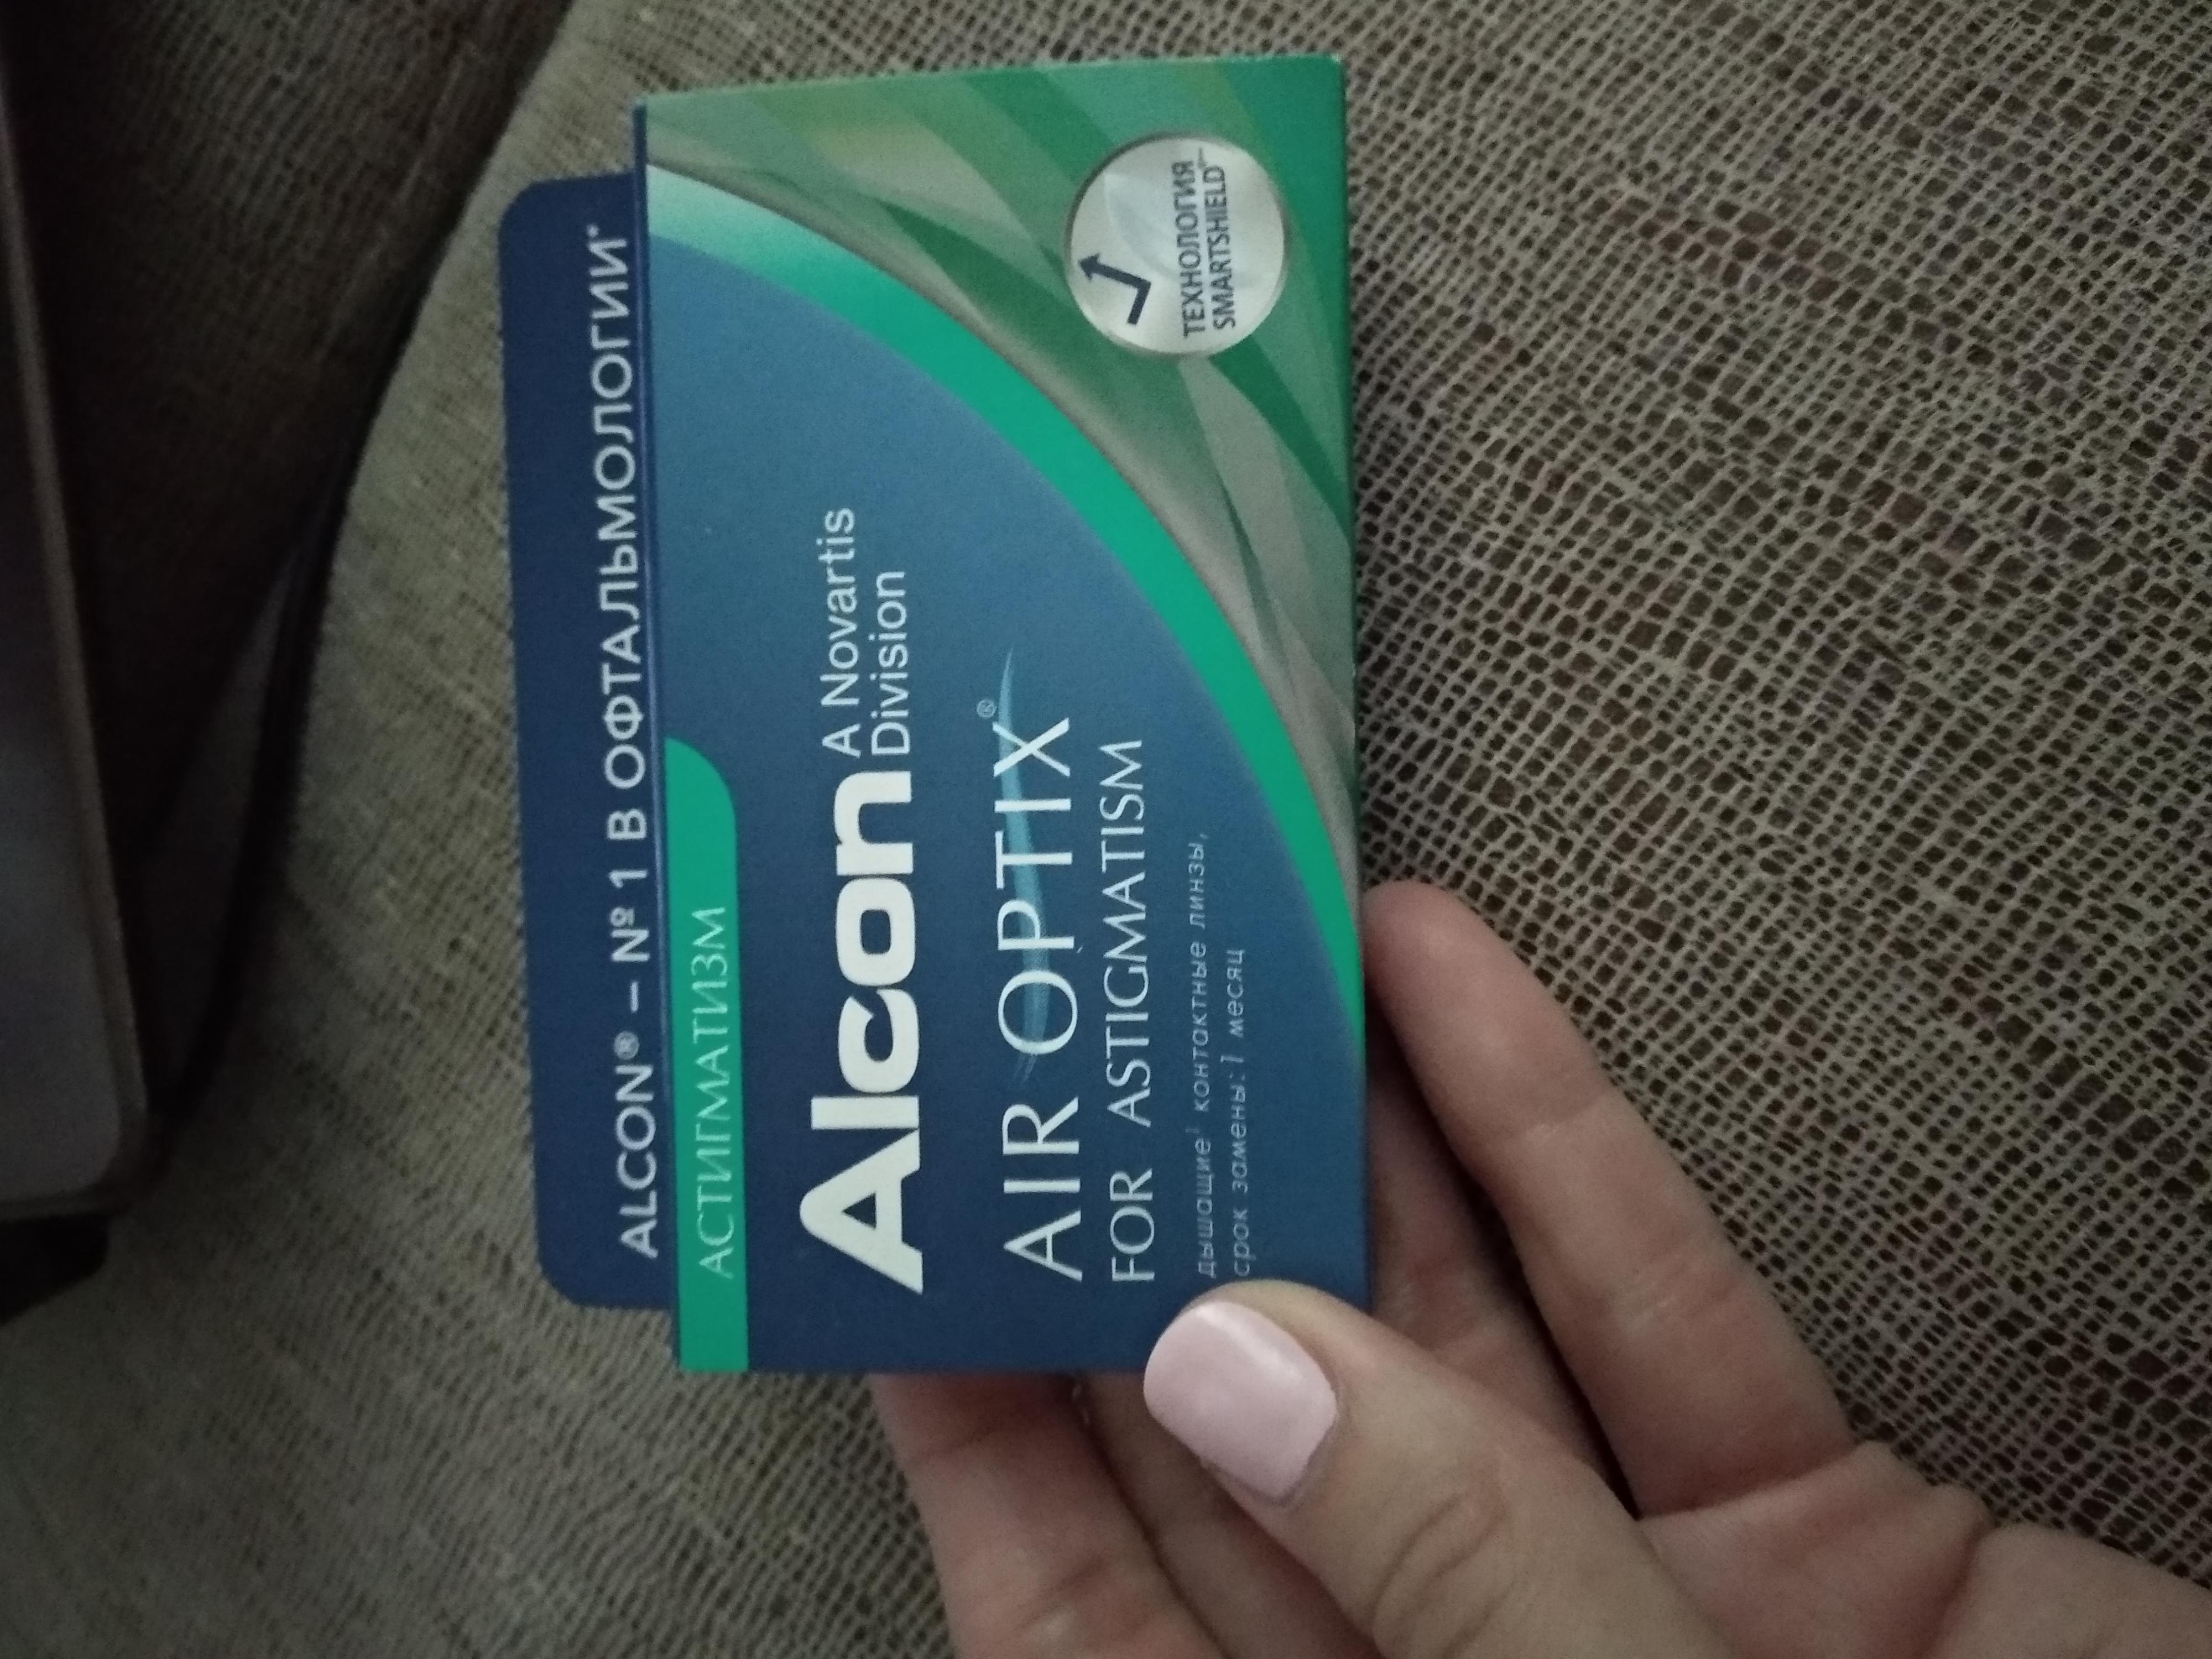 ALCON® – № 1 В ОФТАЛЬМОЛОГИИ*
АСТИГМАТИЗМ
Alcon
A Novartis
Division
AIR OPTIX®
FOR ASTIGMATISM
дышащие¹ контактные линзы,
срок замены: 1 месяц
ТЕХНОЛОГИЯ
SMARTSHIELD™